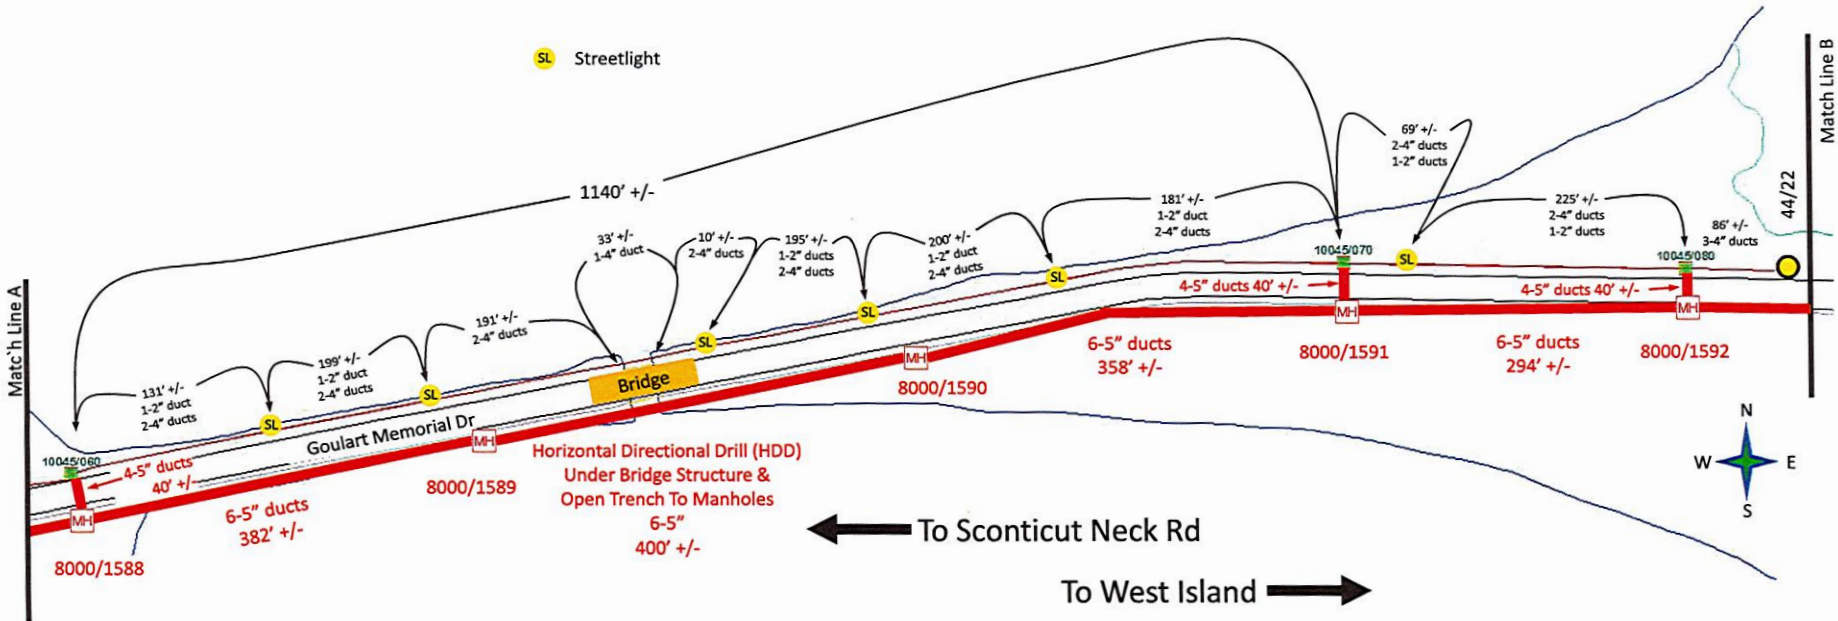 SL Streetlight
Match Line B
1140’ +/-
69’ +/-
2-4” ducts
1-2” ducts
44/22
181’ +/-
1-2” duct
2-4” ducts
225’ +/-
2-4” ducts
1-2” ducts
86’ +/-
3-4” ducts
33’ +/-
1-4” duct
10’ +/-
2-4” ducts
195’ +/-
1-2” ducts
2-4” ducts
200’ +/-
1-2” duct
2-4” ducts
10045/070
SL
10045/080
SL
4-5” ducts 40’ +/-
4-5” ducts 40’ +/-
Matc`h Line A
SL
MH
MH
191’ +/-
2-4” ducts
SL
6-5” ducts
358’ +/-
8000/1591
6-5” ducts
294’ +/-
8000/1592
199’ +/-
1-2” duct
2-4” ducts
MH
131’ +/-
1-2” duct
2-4” ducts
Bridge
8000/1590
SL
SL
Goulart Memorial Dr
MH
N
W E
S
10045/060
4-5” ducts
40’ +/-
Horizontal Directional Drill (HDD)
Under Bridge Structure &
Open Trench To Manholes
6-5”
400’ +/-
8000/1589
6-5” ducts
382’ +/-
MH
8000/1588
To Sconticut Neck Rd
To West Island